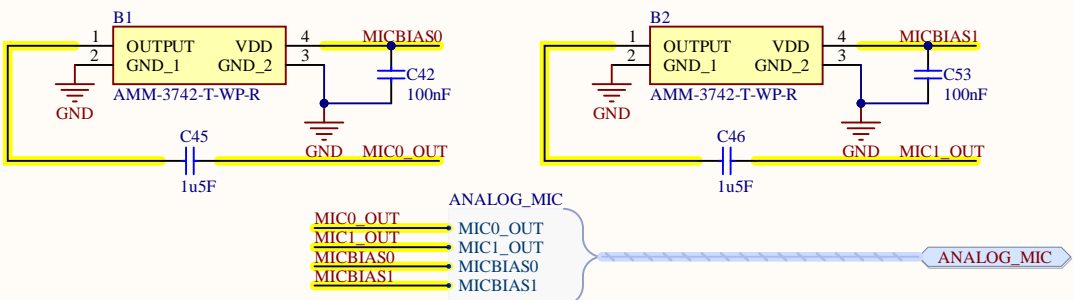 B1
1 OUTPUT VDD 4 MICBIAS0
2 GND_1 GND_2 3
AMM-3742-T-WP-R
C42
100nF
GND
GND
C45
MIC0_OUT
1u5F
B2
1 OUTPUT VDD 4 MICBIAS1
2 GND_1 GND_2 3
AMM-3742-T-WP-R
C53
100nF
GND
GND
C46
MIC1_OUT
1u5F
ANALOG_MIC
MIC0_OUT MIC0_OUT
MIC1_OUT MIC1_OUT
MICBIAS0 MICBIAS0
MICBIAS1 MICBIAS1
ANALOG_MIC